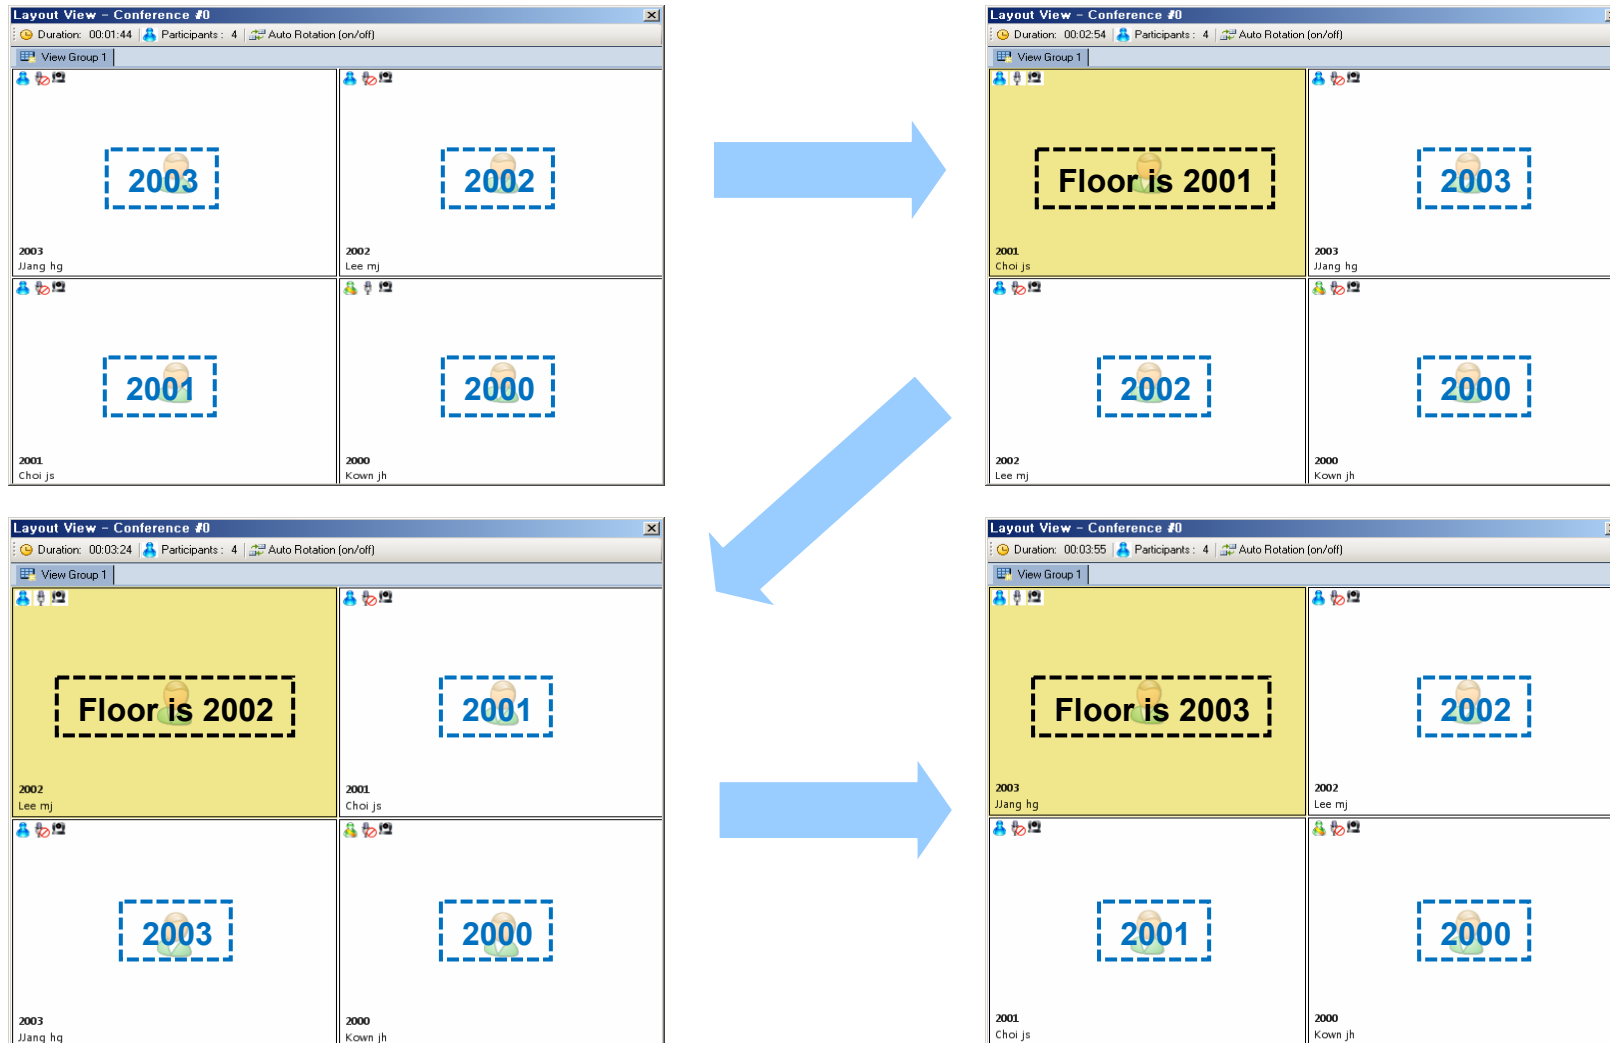 Layout View - Conference #0
Duration: 00:01:44 Participants : 4 Auto Rotation (on/off)
View Group 1
2003
2003
JJang hg
2002
2002
Lee mj
2001
2001
Choi js
2000
2000
Kown jh
Layout View - Conference #0
Duration: 00:02:54 Participants : 4 Auto Rotation (on/off)
View Group 1
Floor is 2001
2001
Choi js
2003
2003
JJang hg
2002
2002
Lee mj
2000
2000
Kown jh
Layout View - Conference #0
Duration: 00:03:24 Participants : 4 Auto Rotation (on/off)
View Group 1
Floor is 2002
2002
Lee mj
2001
2001
Choi js
2003
2003
JJang hg
2000
2000
Kown jh
Layout View - Conference #0
Duration: 00:03:55 Participants : 4 Auto Rotation (on/off)
View Group 1
Floor is 2003
2003
JJang hg
2002
2002
Lee mj
2001
2001
Choi js
2000
2000
Kown jh